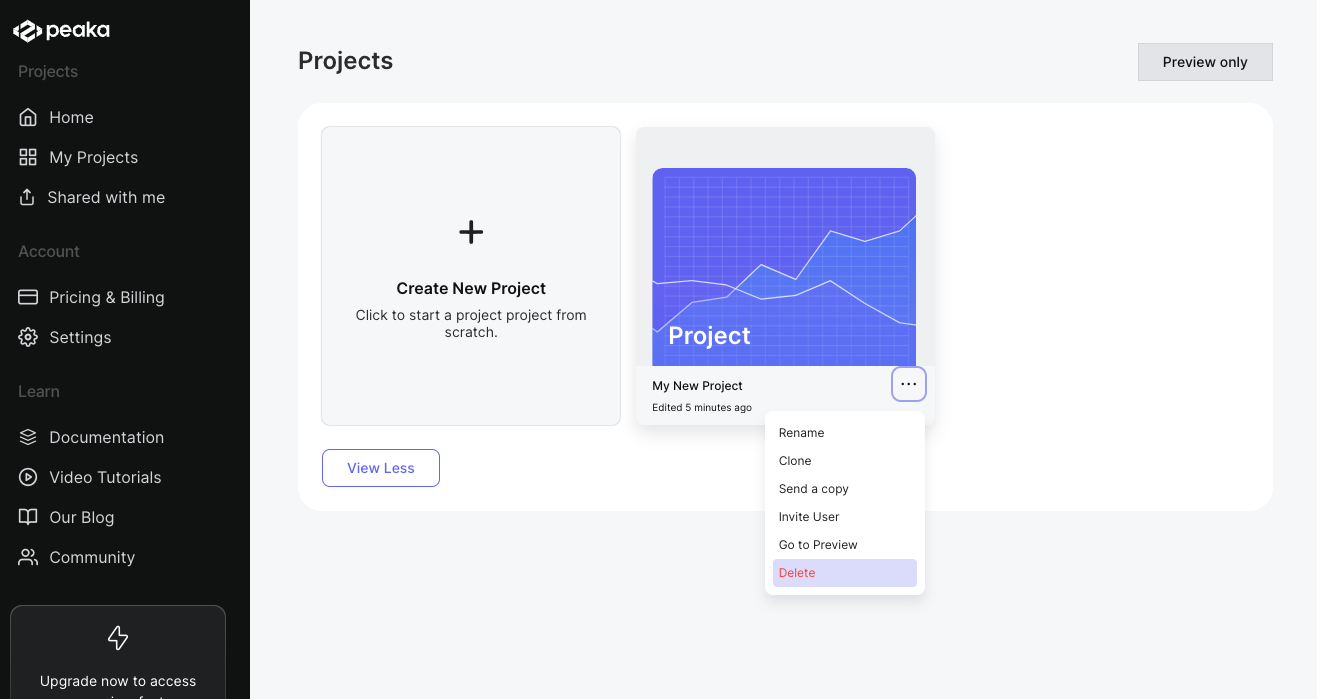 peaka
Projects
Home
My Projects
Shared with me
Account
Pricing & Billing
Settings
Learn
Documentation
Video Tutorials
Our Blog
Community
Upgrade now to access
Projects
Preview only
Create New Project
Click to start a project project from
scratch.
View Less
Project
My New Project
Edited 5 minutes ago
Rename
Clone
Send a copy
Invite User
Go to Preview
Delete